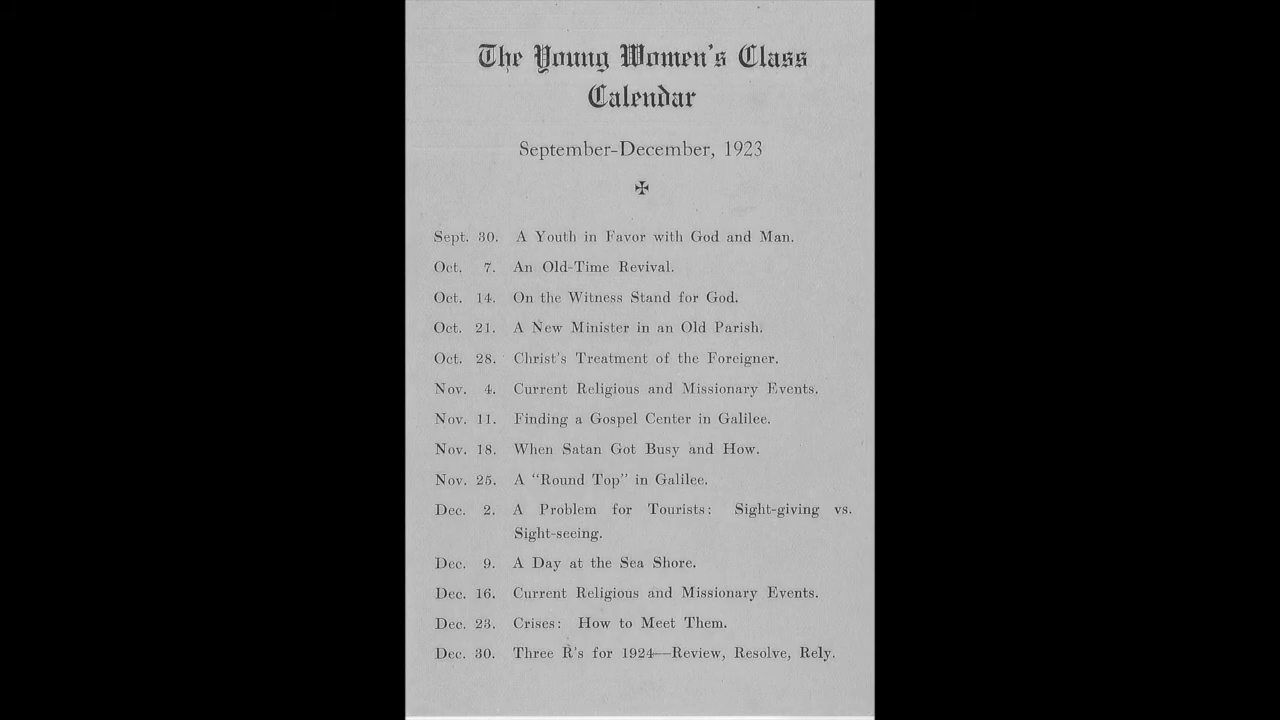 The Young Women's Class
Calendar
September-December, 1923
✠
Sept. 30. A Youth in Favor with God and Man.
Oct. 7. An Old-Time Revival.
Oct. 14. On the Witness Stand for God.
Oct. 21. A New Minister in an Old Parish.
Oct. 28. Christ's Treatment of the Foreigner.
Nov. 4. Current Religious and Missionary Events.
Nov. 11. Finding a Gospel Center in Galilee.
Nov. 18. When Satan Got Busy and How.
Nov. 25. A "Round Top" in Galilee.
Dec. 2. A Problem for Tourists: Sight-giving vs.
Sight-seeing.
Dec. 9. A Day at the Sea Shore.
Dec. 16. Current Religious and Missionary Events.
Dec. 23. Crises: How to Meet Them.
Dec. 30. Three R's for 1924—Review, Resolve, Rely.